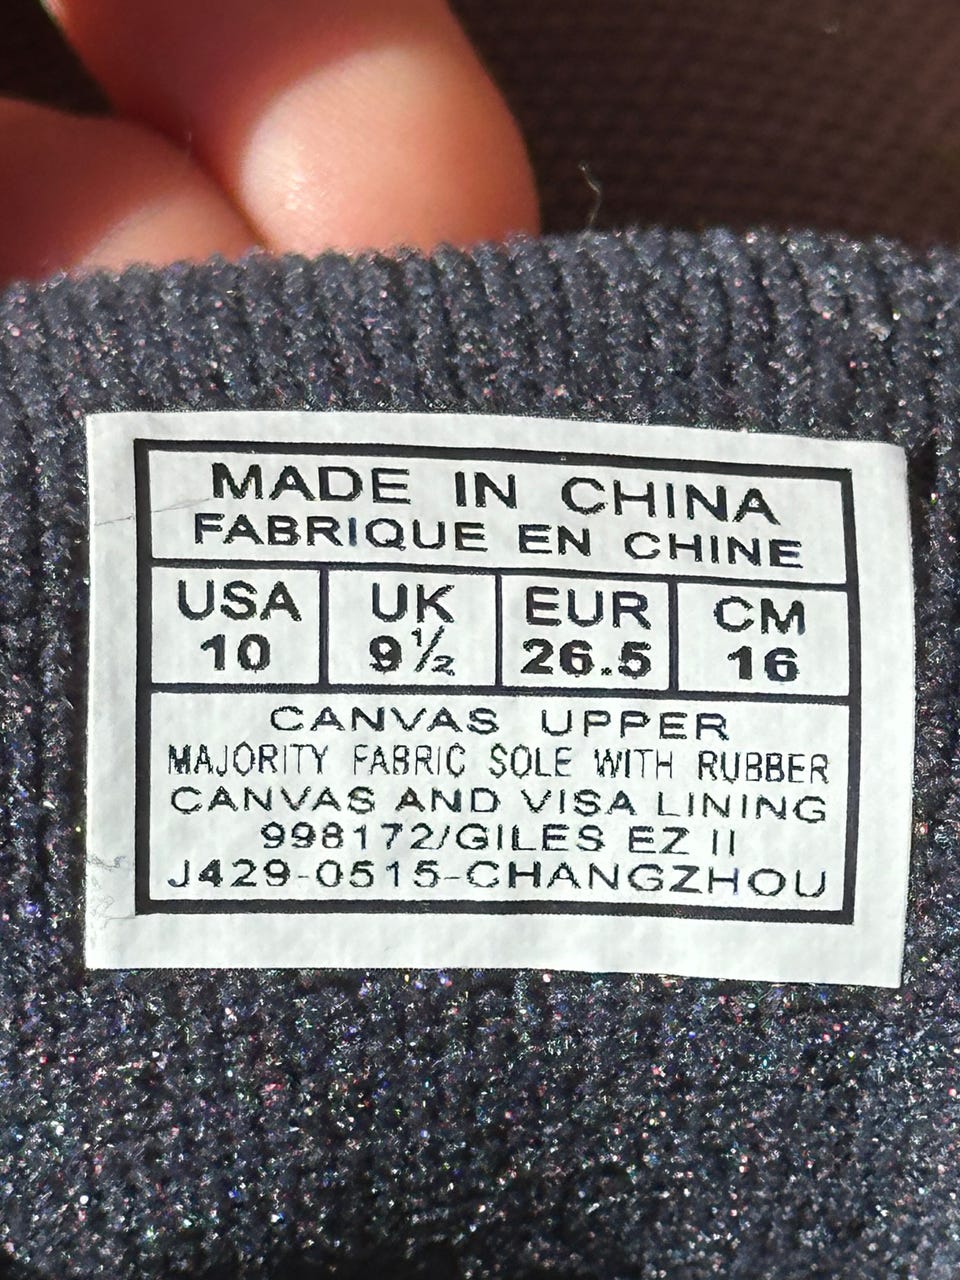 MADE IN CHINA
FABRIQUE EN CHINE
USA UK EUR CM
10 9½ 26.5 16
CANVAS UPPER
MAJORITY FABRIC SOLE WITH RUBBER
CANVAS AND VISA LINING
998172/GILES EZ II
J429-0515-CHANGZHOU